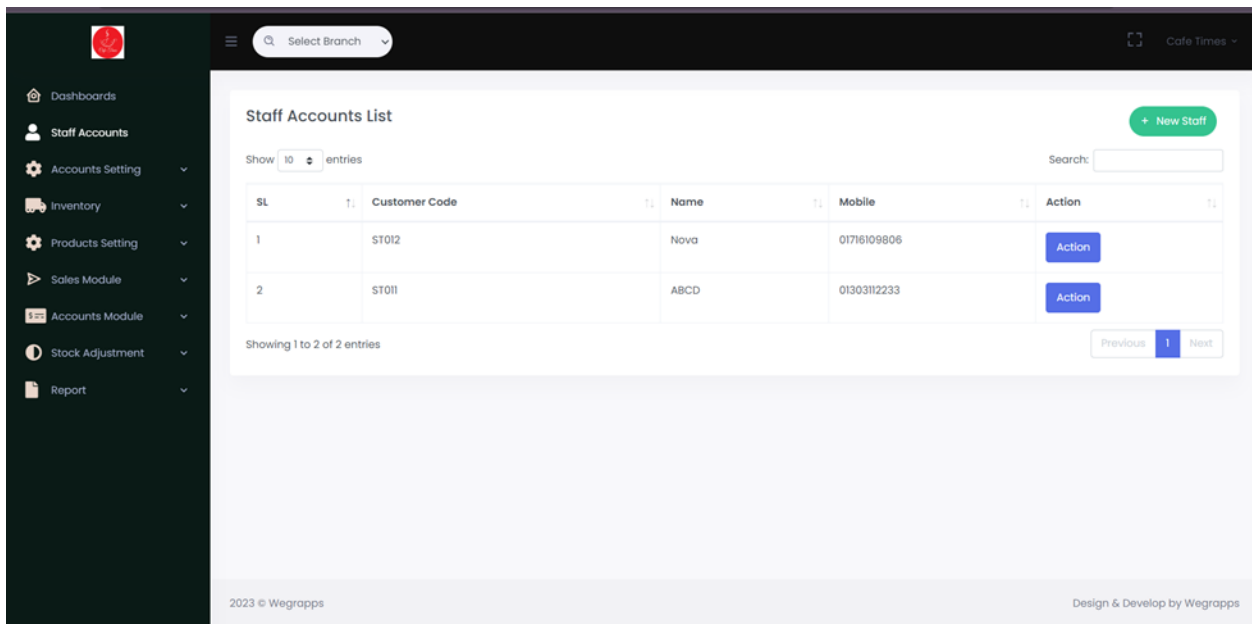 Select Branch
Cafe Times
Dashboards
Staff Accounts
Accounts Setting
Inventory
Products Setting
Sales Module
Accounts Module
Stock Adjustment
Report
Staff Accounts List
+ New Staff
Show 10 entries
Search:
SL Customer Code Name Mobile Action
1 ST012 Nova 01716109806 Action
2 ST011 ABCD 01303112233 Action
Showing 1 to 2 of 2 entries
Previous 1 Next
2023 © Wegrapps
Design & Develop by Wegrapps